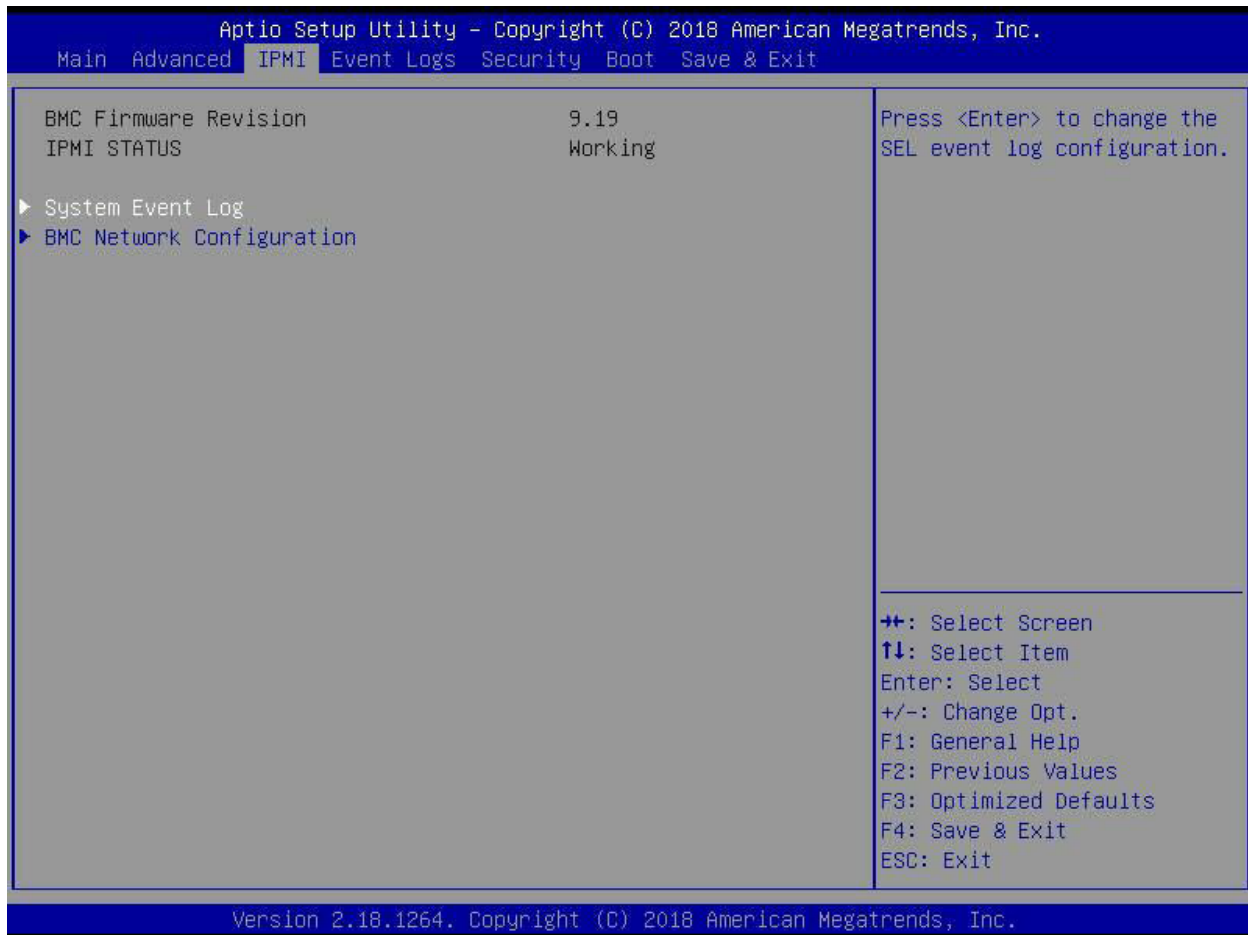 Aptio Setup Utility – Copyright (C) 2018 American Megatrends, Inc.
Main Advanced IPMI Event Logs Security Boot Save & Exit
BMC Firmware Revision 9.19
IPMI STATUS Working
▶ System Event Log
▶ BMC Network Configuration
Press <Enter> to change the
SEL event log configuration.
→←: Select Screen
↑↓: Select Item
Enter: Select
+/-: Change Opt.
F1: General Help
F2: Previous Values
F3: Optimized Defaults
F4: Save & Exit
ESC: Exit
Version 2.18.1264. Copyright (C) 2018 American Megatrends, Inc.